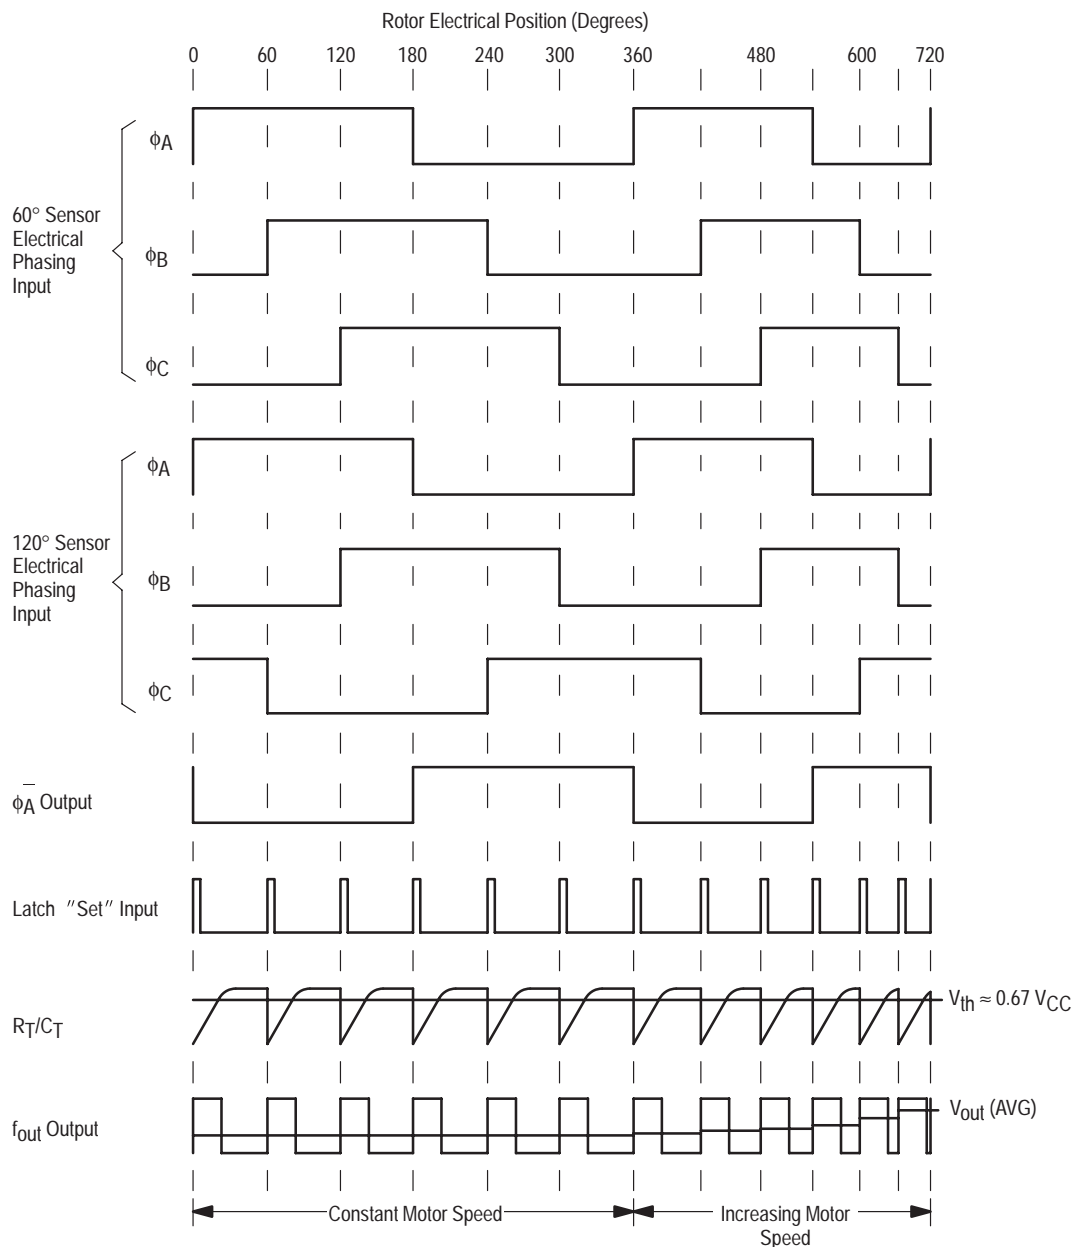 Rotor Electrical Position (Degrees)
0 60 120 180 240 300 360 480 600 720
ϕA
60° Sensor
Electrical
Phasing
Input
ϕB
ϕC
ϕA
120° Sensor
Electrical
Phasing
Input
ϕB
ϕC
ϕA̅ Output
Latch ″Set″ Input
Vth ≈ 0.67 VCC
RT/CT
Vout (AVG)
fout Output
Constant Motor Speed
Increasing Motor
Speed